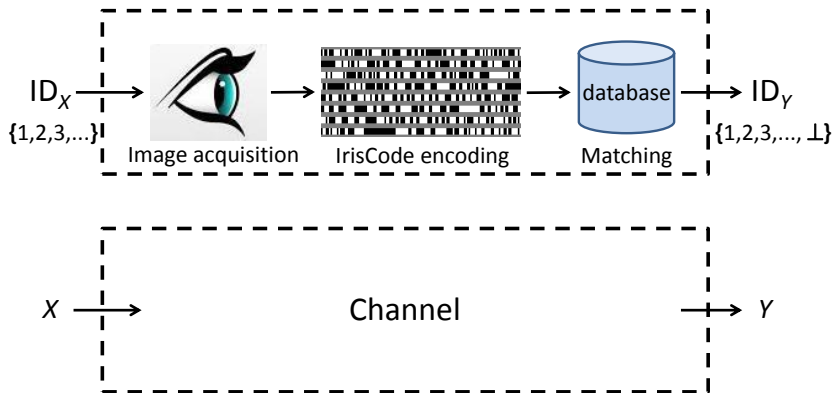 ID_X
{1,2,3,...}
Image acquisition
IrisCode encoding
database
Matching
ID_Y
{1,2,3,..., ⊥}
X
Channel
Y